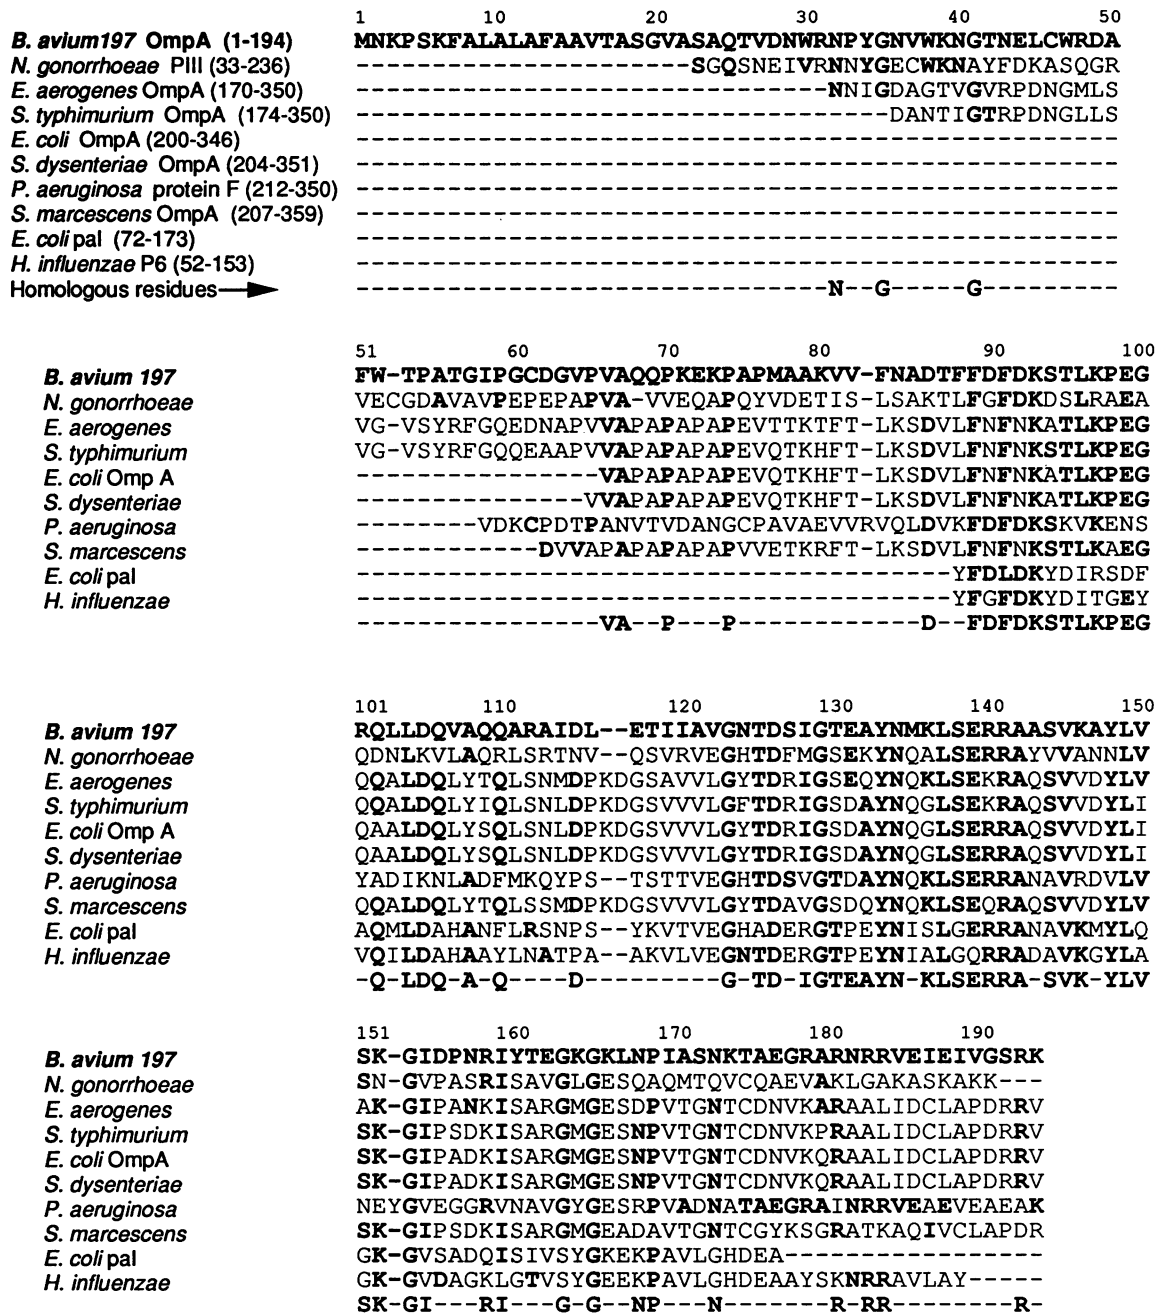 1 10 20 30 40 50
B. avium197 OmpA (1-194) MNKPSKFALALAFAAVTASGVASAQTVDNWRNPYGNVWKNGTNELCWRDA
N. gonorrhoeae PIII (33-236) ----------------------SGQSNEIVRNNYGECWKNAYFDKASQGR
E. aerogenes OmpA (170-350) -------------------------------NNIGDAGTVGVRPDNGMLS
S. typhimurium OmpA (174-350) -----------------------------------DANTIGTRPDNGLLS
E. coli OmpA (200-346) --------------------------------------------------
S. dysenteriae OmpA (204-351) --------------------------------------------------
P. aeruginosa protein F (212-350) --------------------------------------------------
S. marcescens OmpA (207-359) --------------------------------------------------
E. coli pal (72-173) --------------------------------------------------
H. influenzae P6 (52-153) --------------------------------------------------
Homologous residues -------------------------------N--G-----G---------
51 60 70 80 90 100
B. avium 197 FW-TPATGIPGCDGVPVAQQPKEKPAPMAAKVV-FNADTFFDFDKSTLKPEG
N. gonorrhoeae VECGDAVAVPEPEPAPVA-VVEQAPQYVDETIS-LSAKTLFGFDKDSLRAEA
E. aerogenes VG-VSYRFGQEDNAPVVAPAPAPAPEVTTKTFT-LKSDVLFNFNKATLKPEG
S. typhimurium VG-VSYRFGQQEAAPVVAPAPAPAPEVQTKHFT-LKSDVLFNFNKSTLKPEG
E. coli Omp A ----------------VAPAPAPAPEVQTKHFT-LKSDVLFNFNKATLKPEG
S. dysenteriae ---------------VVAPAPAPAPEVQTKHFT-LKSDVLFNFNKATLKPEG
P. aeruginosa --------VDKCPDTPANVTVDANGCPAVAEVVRVQLDVKFDFDKSKVKENS
S. marcescens ------------DVVAPAPAPAPAPVVETKRFT-LKSDVLFNFNKSTLKAEG
E. coli pal ---------------------------------------YFDLDKYDIRSDF
H. influenzae ---------------------------------------YFGFDKYDITGEY
----------------VA--P---P------------D--FDFDKSTLKPEG
101 110 120 130 140 150
B. avium 197 RQLLDQVAQQARAIDL--ETIIAVGNTDSIGTEAYNMKLSERRAASVKAYLV
N. gonorrhoeae QDNLKVLAQRLSRTNV--QSVRVEGHTDFMGSEKYNQALSERRAYVVANNLV
E. aerogenes QQALDQLYTQLSNMDPKDGSAVVLGYTDRIGSEQYNQKLSEKRAQSVVDYLV
S. typhimurium QQALDQLYIQLSNLDPKDGSVVVLGFTDRIGSDAYNQGLSEKRAQSVVDYLI
E. coli Omp A QAALDQLYSQLSNLDPKDGSVVVLGYTDRIGSDAYNQGLSERRAQSVVDYLI
S. dysenteriae QAALDQLYSQLSNLDPKDGSVVVLGYTDRIGSDAYNQGLSERRAQSVVDYLI
P. aeruginosa YADIKNLADFMKQYPS--TSTTVEGHTDSVGTDAYNQKLSERRANAVRDVLV
S. marcescens QQALDQLYTQLSSMDPKDGSVVVLGYTDAVGSDQYNQKLSEQRAQSVVDYLV
E. coli pal AQMLDAHANFLRSNPS--YKVTVEGHADERGTPEYNISLGERRANAVKMYLQ
H. influenzae VQILDAHAAYLNATPA--AKVLVEGNTDERGTPEYNIALGQRRADAVKGYLA
-Q-LDQ-A-Q----D---------G-TD-IGTEAYN-KLSERRA-SVK-YLV
151 160 170 180 190
B. avium 197 SK-GIDPNRIYTEGKGKLNPIASNKTAEGRARNRRVEIEIVGSRK
N. gonorrhoeae SN-GVPASRISAVGLGESQAQMTQVCQAEVAKLGAKASKAKK---
E. aerogenes AK-GIPANKISARGMGESDPVTGNTCDNVKARAALIDCLAPDRRV
S. typhimurium SK-GIPSDKISARGMGESNPVTGNTCDNVKPRAALIDCLAPDRRV
E. coli OmpA SK-GIPADKISARGMGESNPVTGNTCDNVKQRAALIDCLAPDRRV
S. dysenteriae SK-GIPADKISARGMGESNPVTGNTCDNVKQRAALIDCLAPDRRV
P. aeruginosa NEYGVEGGRVNAVGYGESRPVADNATAEGRAINRRVEAEVEAEAK
S. marcescens SK-GIPSDKISARGMGEADAVTGNTCGYKSGRATKAQIVCLAPDR
E. coli pal GK-GVSADQISIVSYGKEKPAVLGHDEA-----------------
H. influenzae GK-GVDAGKLGTVSYGEEKPAVLGHDEAAYSKNRRAVLAY-----
SK-GI---RI---G-G--NP---N-------R-RR--------R-